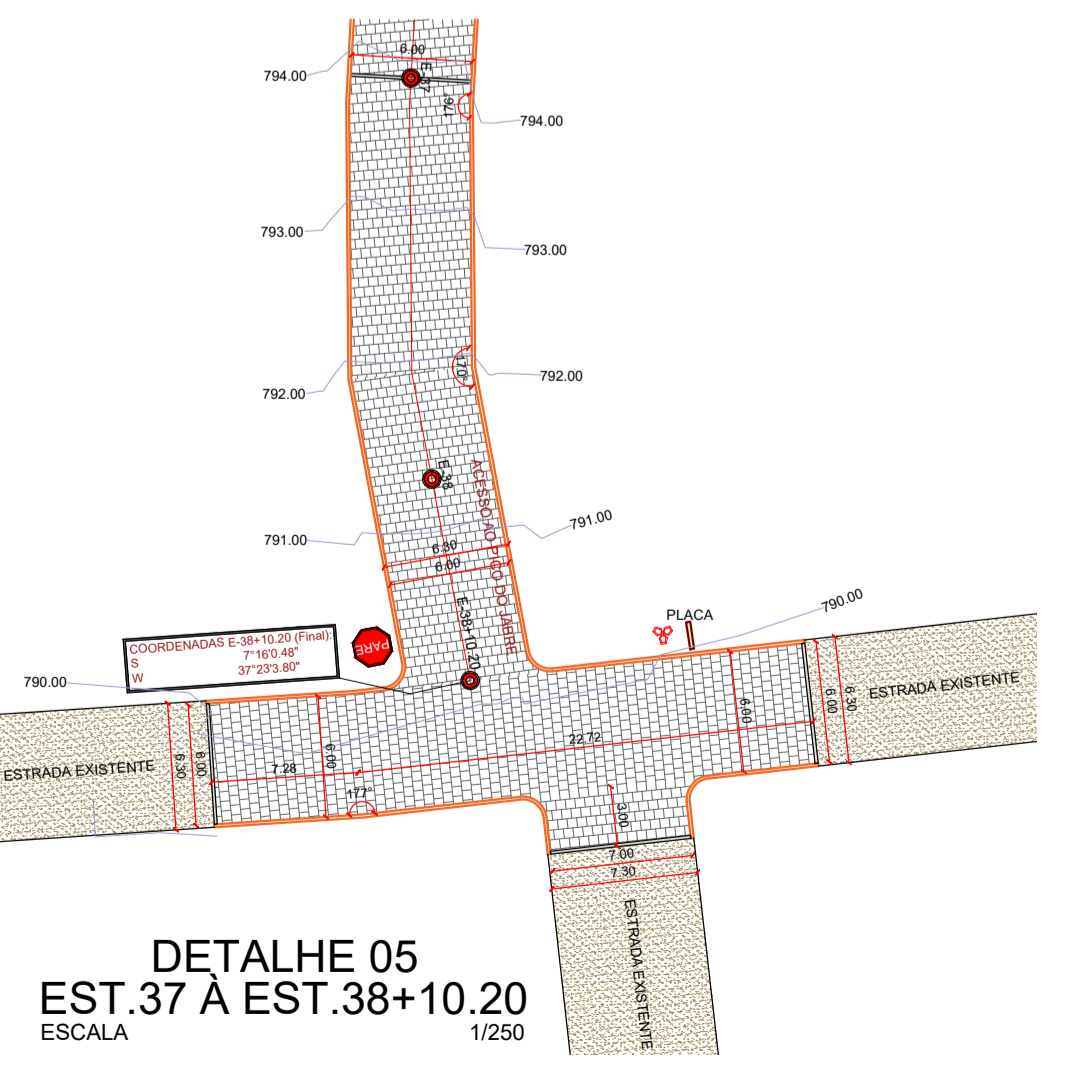 6.00
794.00
E-37
179°
794.00
793.00
793.00
170°
792.00
792.00
E-38
ACESSO AO PICO DO JABRE
791.00
791.00
6.30
6.00
E-38+10.20
790.00
PLACA
PARE
COORDENADAS E-38+10.20 (Final):
S 7°16'0.48"
W 37°23'3.80"
790.00
ESTRADA EXISTENTE
6.00
6.30
6.00
22.72
ESTRADA EXISTENTE
6.30
6.00
7.28
6.00
177°
3.00
7.00
7.30
ESTRADA EXISTENTE
DETALHE 05
EST.37 À EST.38+10.20
ESCALA 1/250